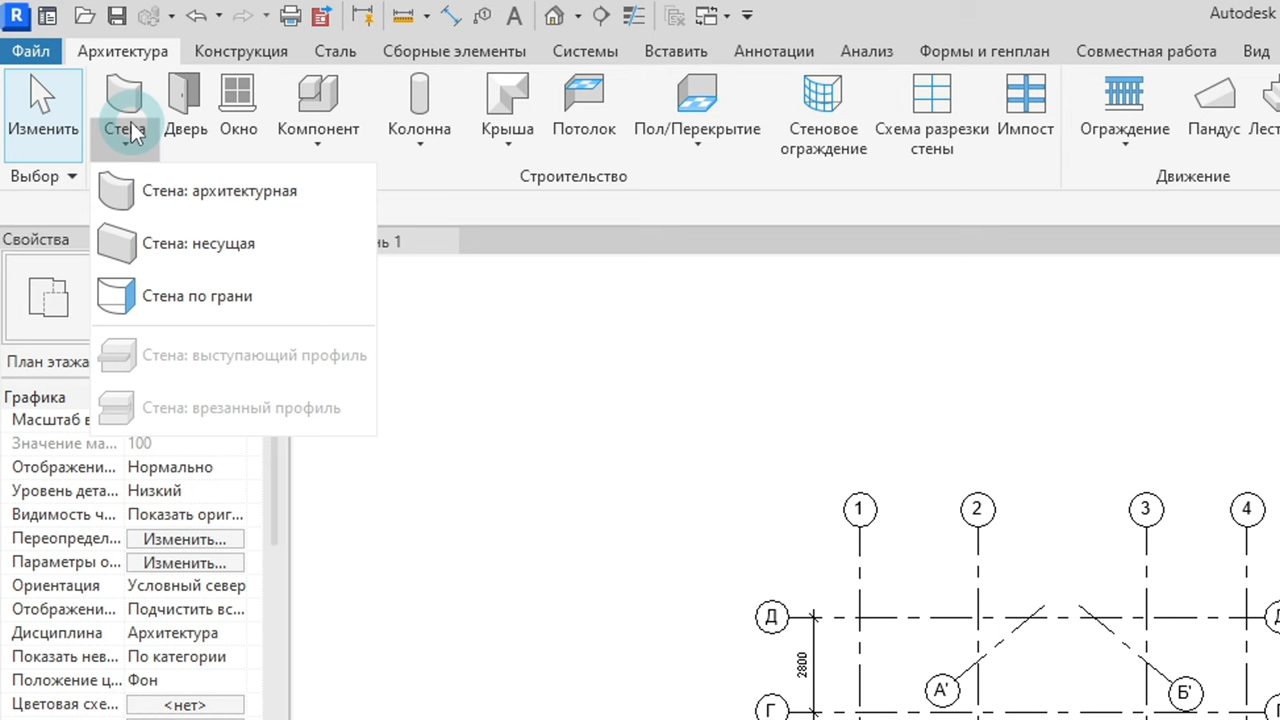 R
Autodesk
Файл Архитектура Конструкция Сталь Сборные элементы Системы Вставить Аннотации Анализ Формы и генплан Совместная работа Вид
Изменить Стена Дверь Окно Компонент Колонна Крыша Потолок Пол/Перекрытие Стеновое ограждение Схема разрезки стены Импост Ограждение Пандус
Выбор Строительство Движение
Стена: архитектурная
Стена: несущая
Стена по грани
Стена: выступающий профиль
Стена: врезанный профиль
Свойства
нь 1
План этажа
Графика
Масштаб в
Значение ма... 100
Отображени... Нормально
Уровень дета... Низкий
Видимость ч... Показать ориг...
Переопредел... Изменить...
Параметры о... Изменить...
Ориентация Условный север
Отображени... Подчистить вс...
Дисциплина Архитектура
Показать нев... По категории
Положение ц... Фон
Цветовая схе... <нет>
1 2 3 4
Д
2800
А' Б'
Г